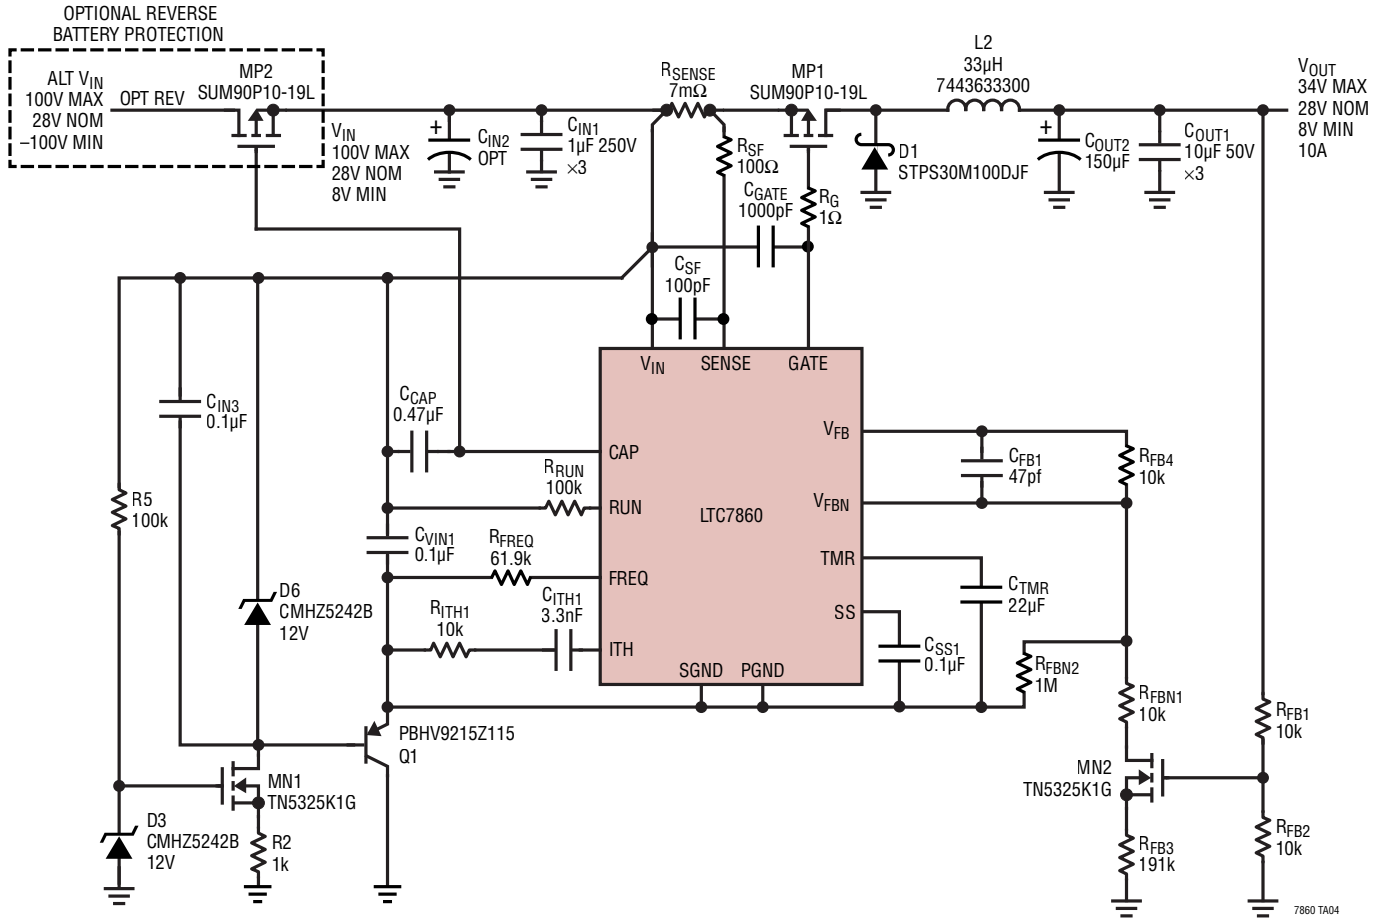 OPTIONAL REVERSE
BATTERY PROTECTION
ALT VIN
100V MAX
28V NOM
–100V MIN
OPT REV
MP2
SUM90P10-19L
VIN
100V MAX
28V NOM
8V MIN
+
CIN2
OPT
CIN1
1µF 250V
×3
RSENSE
7mΩ
MP1
SUM90P10-19L
RSF
100Ω
CGATE
1000pF
RG
1Ω
D1
STPS30M100DJF
L2
33µH
7443633300
+
COUT2
150µF
COUT1
10µF 50V
×3
VOUT
34V MAX
28V NOM
8V MIN
10A
CSF
100pF
VIN
SENSE
GATE
CIN3
0.1µF
CCAP
0.47µF
CAP
RRUN
100k
RUN
R5
100k
CVIN1
0.1µF
RFREQ
61.9k
FREQ
D6
CMHZ5242B
12V
RITH1
10k
CITH1
3.3nF
ITH
LTC7860
VFB
VFBN
TMR
SS
SGND
PGND
CFB1
47pf
RFB4
10k
CTMR
22µF
CSS1
0.1µF
RFBN2
1M
RFBN1
10k
RFB1
10k
PBHV9215Z115
Q1
MN1
TN5325K1G
MN2
TN5325K1G
D3
CMHZ5242B
12V
R2
1k
RFB3
191k
RFB2
10k
7860 TA04